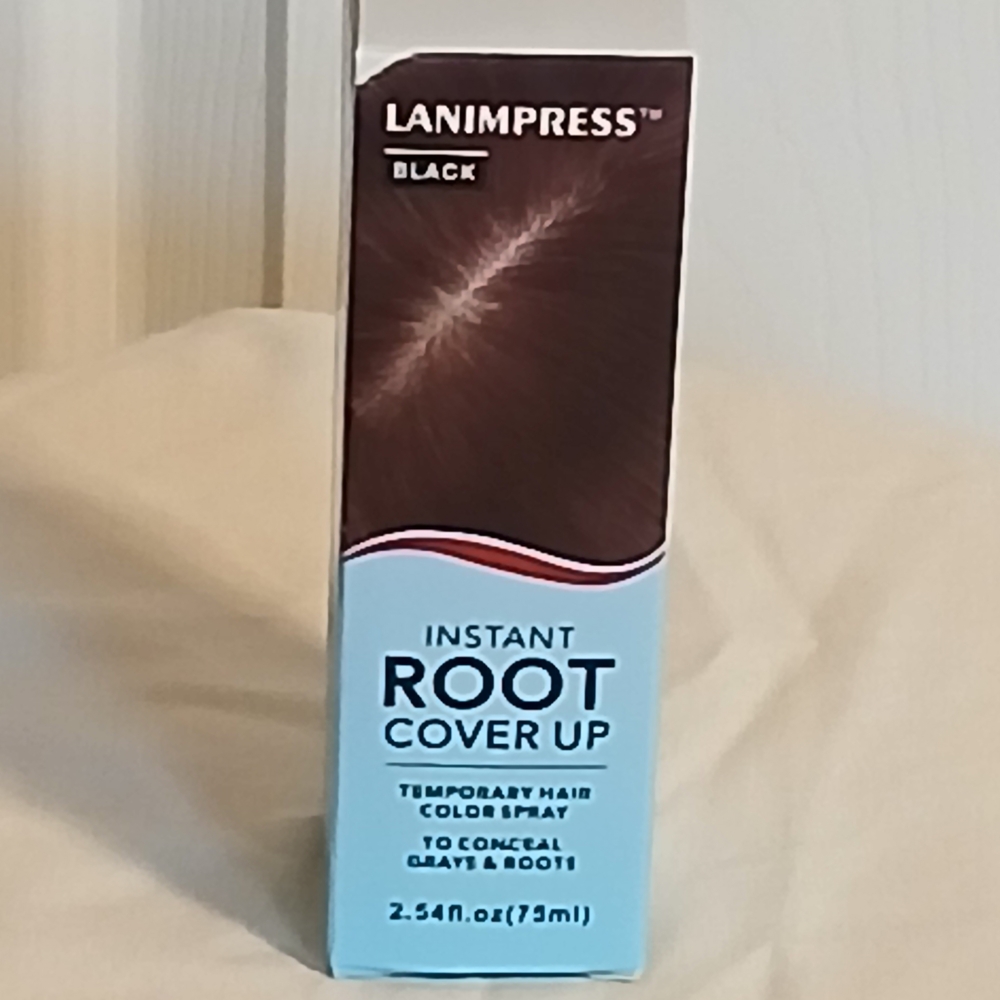 LANIMPRESS™
BLACK
INSTANT
ROOT
COVER UP
TEMPORARY HAIR
COLOR SPRAY
TO CONCEAL
GRAYS & ROOTS
2.54fl.oz(75ml)